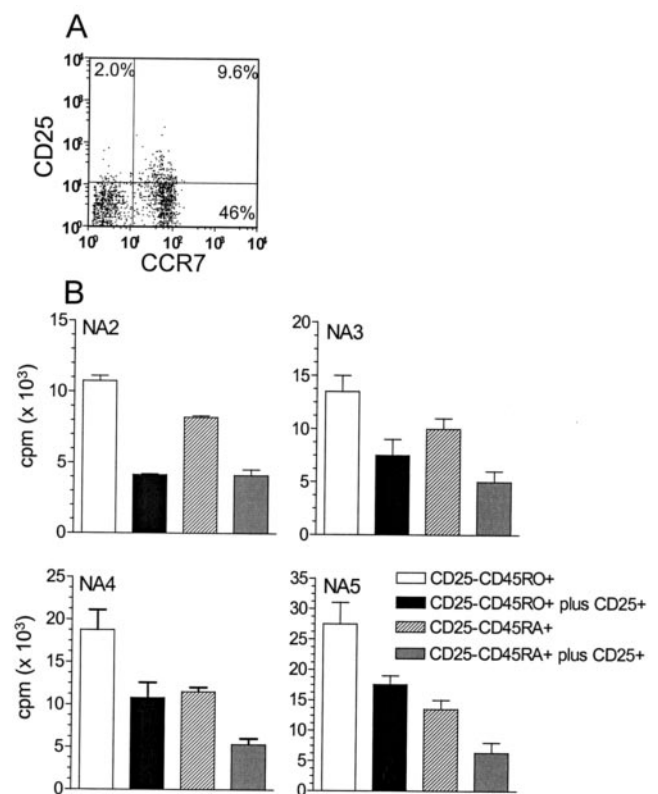 A
10⁴
2.0%
9.6%
10³
CD25
10²
10¹
46%
10⁰
10⁰ 10¹ 10² 10³ 10⁴
CCR7
B
NA2
15
10
5
0
cpm (x 10³)
NA3
20
15
10
5
0
NA4
25
20
15
10
5
0
cpm (x 10³)
NA5
35
30
25
20
15
10
5
0
CD25-CD45RO+
CD25-CD45RO+ plus CD25+
CD25-CD45RA+
CD25-CD45RA+ plus CD25+